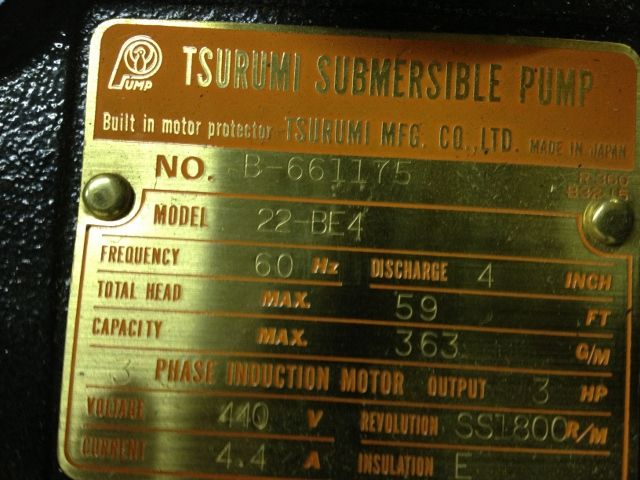 PUMP
TSURUMI SUBMERSIBLE PUMP
Built in motor protector TSURUMI MFG. CO.,LTD. MADE IN JAPAN
NO. B-661175
MODEL 22-BE4
FREQUENCY 60 Hz DISCHARGE 4 INCH
TOTAL HEAD MAX. 59 FT
CAPACITY MAX. 363 G/M
3 PHASE INDUCTION MOTOR OUTPUT 3 HP
VOLTAGE 440 V REVOLUTION SS1800 R/M
CURRENT 4.4 A INSULATION E